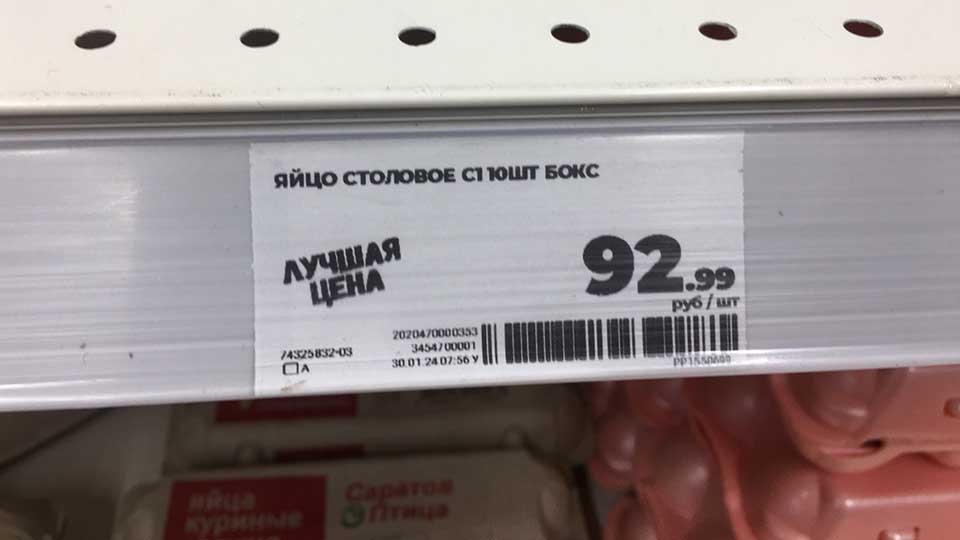 ЯЙЦО СТОЛОВОЕ С1 10ШТ БОКС
ЛУЧШАЯ
ЦЕНА
92.99
руб / шт
2020470000353
3454700001
30.01.24 07:56 У
74325832-03
А
яйца
куриные
Саратов
Птица